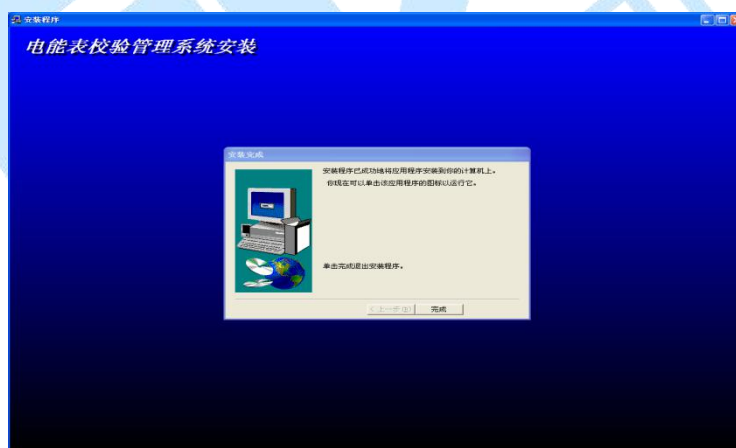 安装程序
电能表校验管理系统安装
安装完成
安装程序已成功地将应用程序安装到你的计算机上。
你现在可以单击该应用程序的图标以运行它。
单击完成退出安装程序。
<上一步(B)
完成